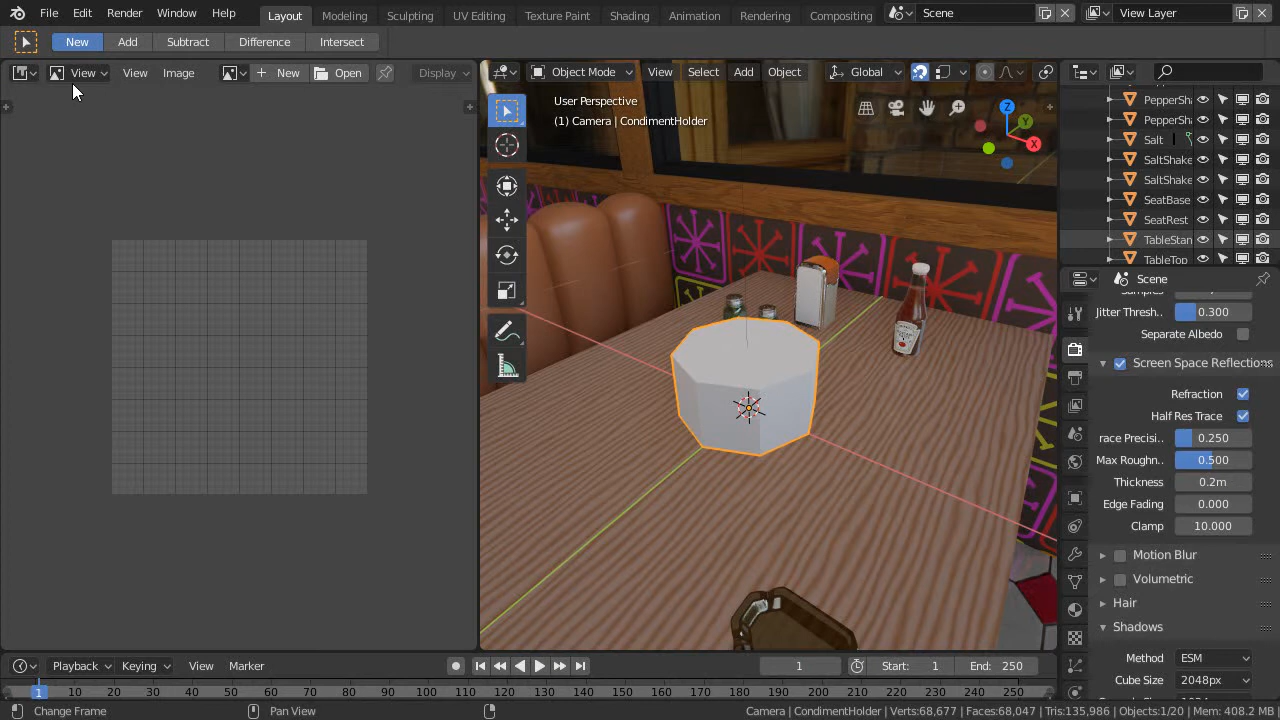 File Edit Render Window Help Layout Modeling Sculpting UV Editing Texture Paint Shading Animation Rendering Compositing Scene View Layer
New Add Subtract Difference Intersect
View View Image New Open Display Object Mode View Select Add Object Global
User Perspective
(1) Camera | CondimentHolder
PepperSha
PepperSha
Salt
SaltShake
SaltShake
SeatBase
SeatRest
TableStan
TableTop
Scene
Jitter Thresh.. 0.300
Separate Albedo
Screen Space Reflections
Refraction
Half Res Trace
race Precisi.. 0.250
Max Roughn.. 0.500
Thickness 0.2m
Edge Fading 0.000
Clamp 10.000
Motion Blur
Volumetric
Hair
Shadows
Method ESM
Cube Size 2048px
Z
Y
X
Playback Keying View Marker 1 Start: 1 End: 250
1 10 20 30 40 50 60 70 80 90 100 110 120 130 140 150 160 170 180 190 200 210 220 230 240 250
Change Frame Pan View Camera | CondimentHolder | Verts:68,677 | Faces:68,047 | Tris:135,986 | Objects:1/20 | Mem: 408.2 MB